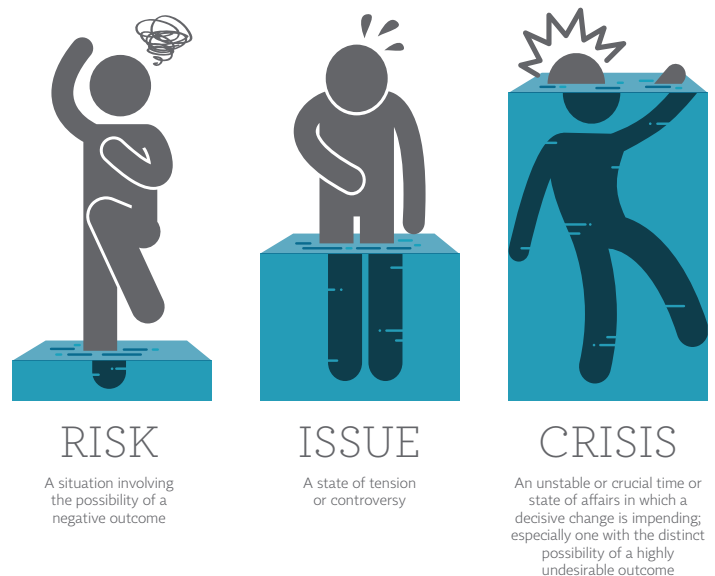 RISK
A situation involving
the possibility of a
negative outcome
ISSUE
A state of tension
or controversy
CRISIS
An unstable or crucial time or
state of affairs in which a
decisive change is impending;
especially one with the distinct
possibility of a highly
undesirable outcome